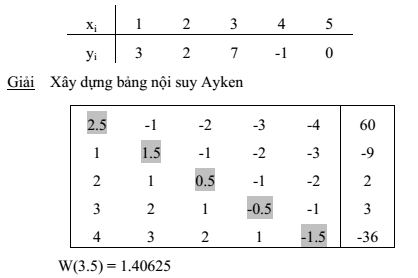 xi 1 2 3 4 5
yi 3 2 7 -1 0
Giải Xây dựng bảng nội suy Ayken
2.5 -1 -2 -3 -4 60
1 1.5 -1 -2 -3 -9
2 1 0.5 -1 -2 2
3 2 1 -0.5 -1 3
4 3 2 1 -1.5 -36
W(3.5) = 1.40625